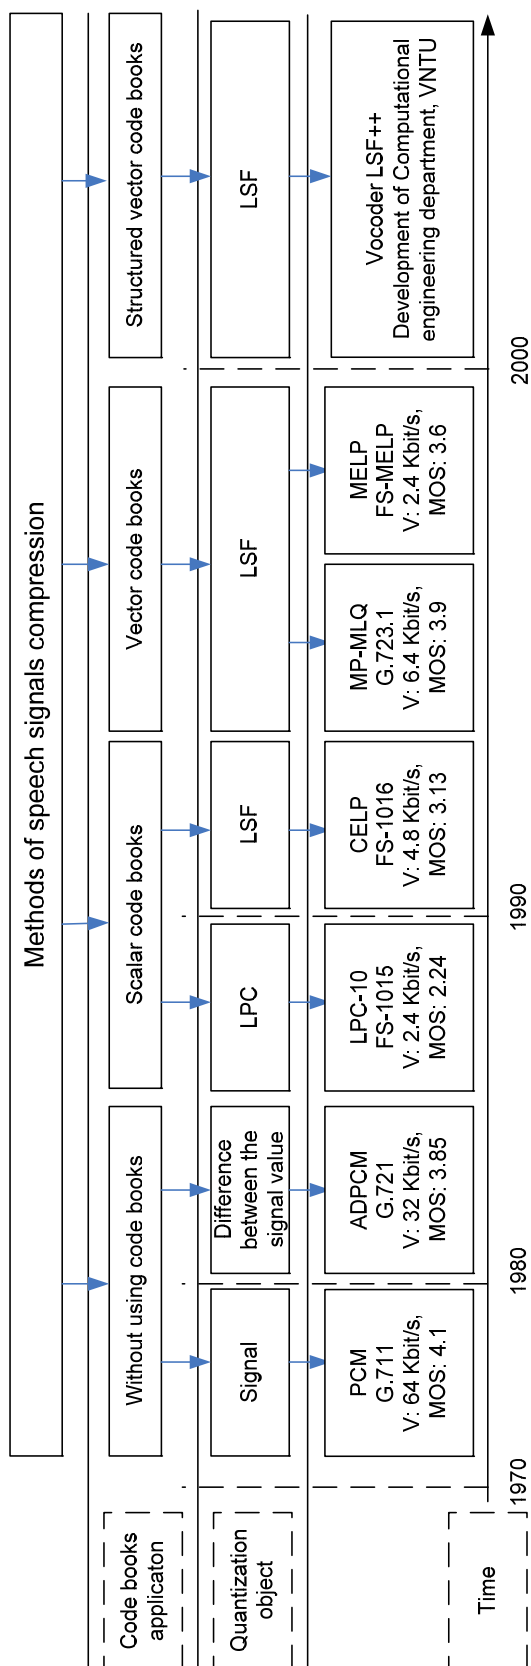 Methods of speech signals compression
Code books
applicaton
Without using code books
Scalar code books
Vector code books
Structured vector code books
Quantization
object
Signal
Difference
between the
signal value
LPC
LSF
LSF
LSF
PCM
G.711
V: 64 Kbit/s,
MOS: 4.1
ADPCM
G.721
V: 32 Kbit/s,
MOS: 3.85
LPC-10
FS-1015
V: 2.4 Kbit/s,
MOS: 2.24
CELP
FS-1016
V: 4.8 Kbit/s,
MOS: 3.13
MP-MLQ
G.723.1
V: 6.4 Kbit/s,
MOS: 3.9
MELP
FS-MELP
V: 2.4 Kbit/s,
MOS: 3.6
Vocoder LSF++
Development of Computational
engineering department, VNTU
Time
1970
1980
1990
2000